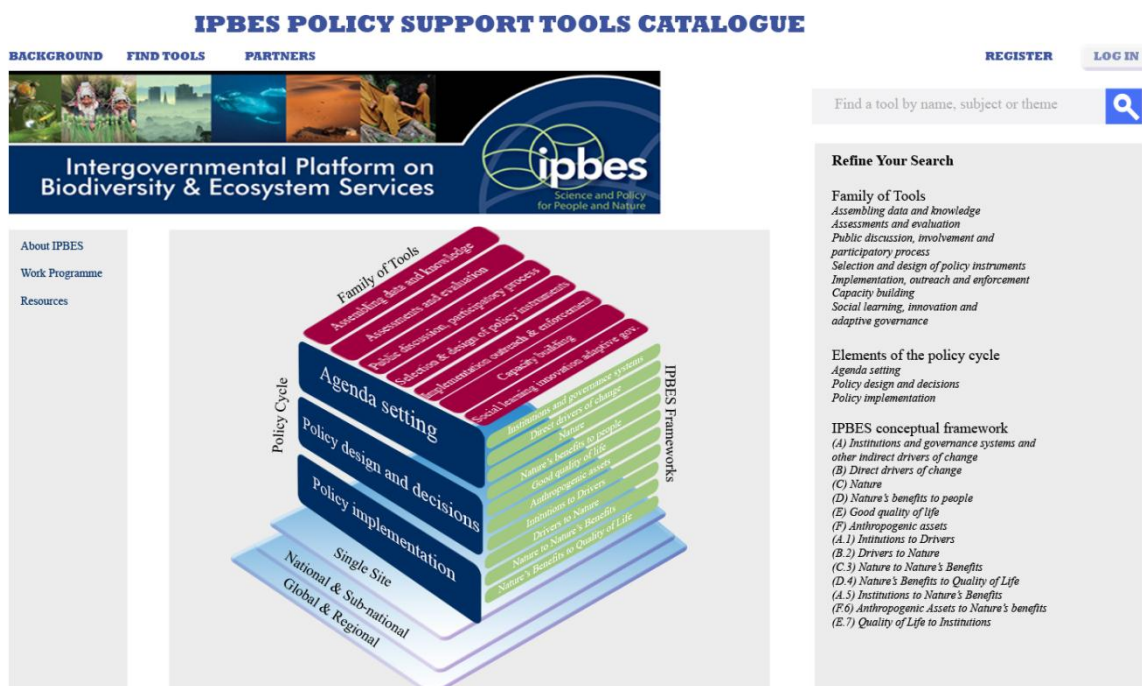 IPBES POLICY SUPPORT TOOLS CATALOGUE
BACKGROUND
FIND TOOLS
PARTNERS
REGISTER
LOG IN
Intergovernmental Platform on
Biodiversity & Ecosystem Services
ipbes
Science and Policy
for People and Nature
Find a tool by name, subject or theme
About IPBES
Work Programme
Resources
Family of Tools
Assembling data and knowledge
Assessments and evaluation
Public discussion, participatory process
Selection & design of policy instruments
Implementation outreach & enforcement
Capacity building
Social learning innovation adaptive gov.
Policy Cycle
Agenda setting
Policy design and decisions
Policy implementation
IPBES Frameworks
Institutions and governance systems
Direct drivers of change
Nature
Nature's benefits to people
Good quality of life
Anthropogenic assets
Intitutions to Drivers
Drivers to Nature
Nature to Nature's Benefits
Nature's Benefits to Quality of Life
Single Site
National & Sub-national
Global & Regional
Refine Your Search
Family of Tools
Assembling data and knowledge
Assessments and evaluation
Public discussion, involvement and
participatory process
Selection and design of policy instruments
Implementation, outreach and enforcement
Capacity building
Social learning, innovation and
adaptive governance
Elements of the policy cycle
Agenda setting
Policy design and decisions
Policy implementation
IPBES conceptual framework
(A) Institutions and governance systems and
other indirect drivers of change
(B) Direct drivers of change
(C) Nature
(D) Nature's benefits to people
(E) Good quality of life
(F) Anthropogenic assets
(A.1) Intitutions to Drivers
(B.2) Drivers to Nature
(C.3) Nature to Nature's Benefits
(D.4) Nature's Benefits to Quality of Life
(A.5) Institutions to Nature's Benefits
(F.6) Anthropogenic Assets to Nature's benefits
(E.7) Quality of Life to Institutions